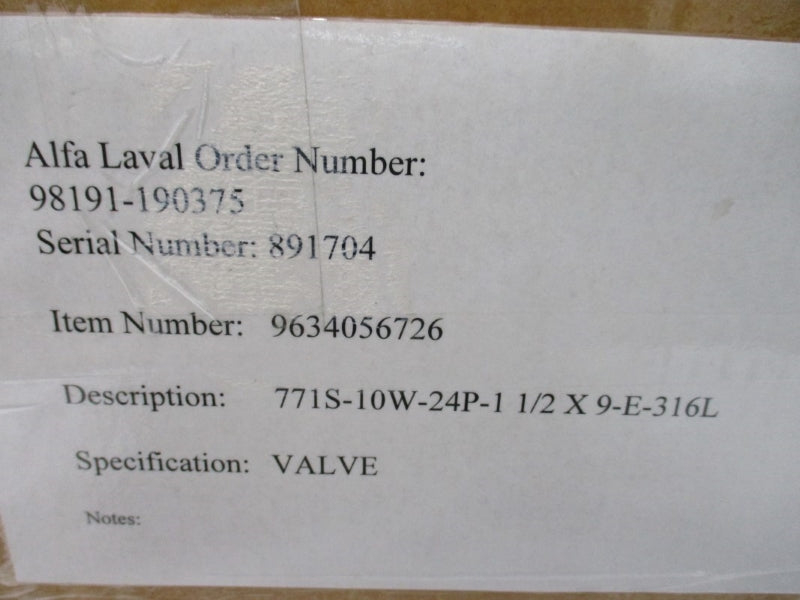 Alfa Laval Order Number:
98191-190375
Serial Number: 891704
Item Number: 9634056726
Description: 771S-10W-24P-1 1/2 X 9-E-316L
Specification: VALVE
Notes: